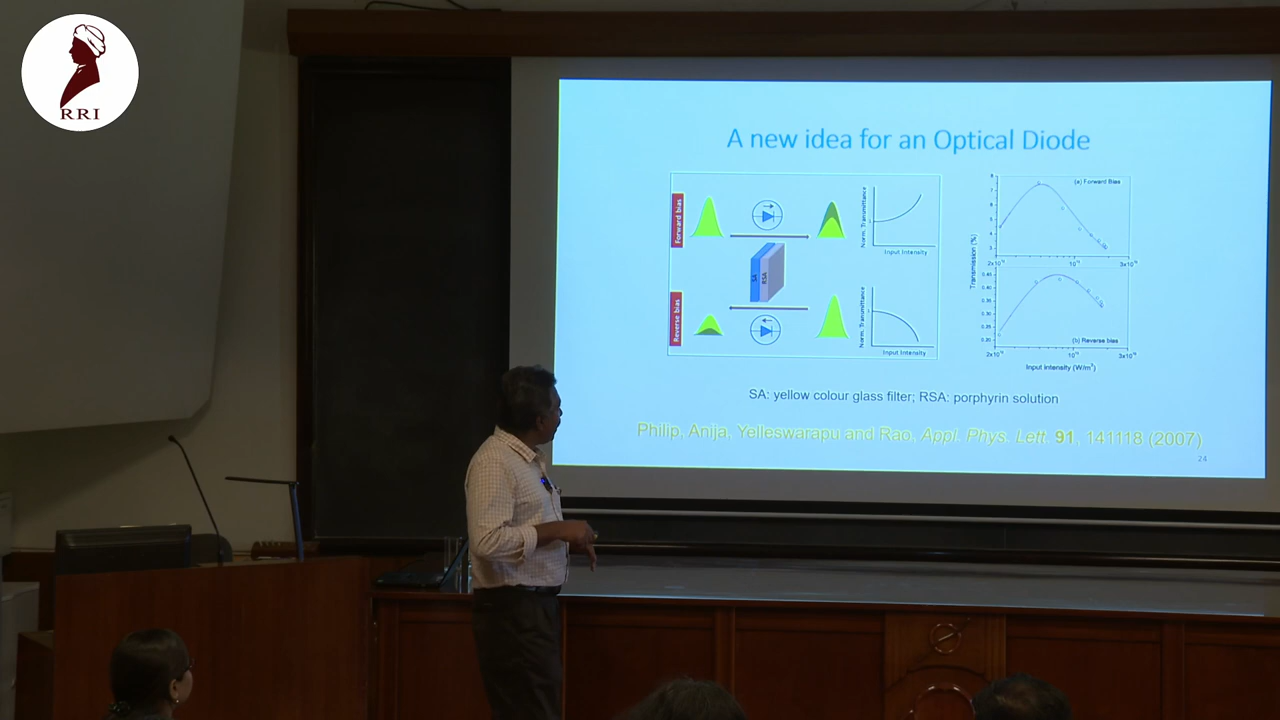 RRI
A new idea for an Optical Diode
Forward bias
Norm. Transmittance
Input Intensity
SA
RSA
Reverse bias
Norm. Transmittance
Input Intensity
(a) Forward Bias
Transmission (%)
(b) Reverse bias
Input intensity (W/m²)
SA: yellow colour glass filter; RSA: porphyrin solution
Philip, Anija, Yelleswarapu and Rao, Appl. Phys. Lett. 91, 141118 (2007)
24